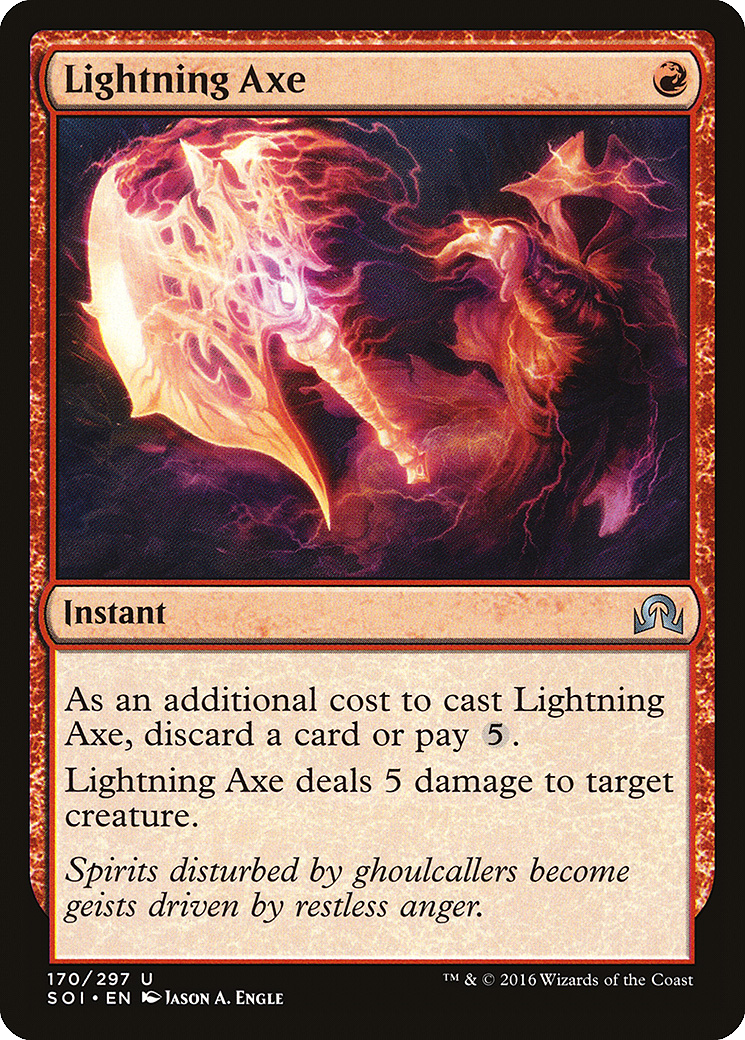 Lightning Axe
Instant
As an additional cost to cast Lightning
Axe, discard a card or pay 5.
Lightning Axe deals 5 damage to target
creature.
Spirits disturbed by ghoulcallers become
geists driven by restless anger.
170/297 U
SOI • EN Jason A. Engle
™ & © 2016 Wizards of the Coast